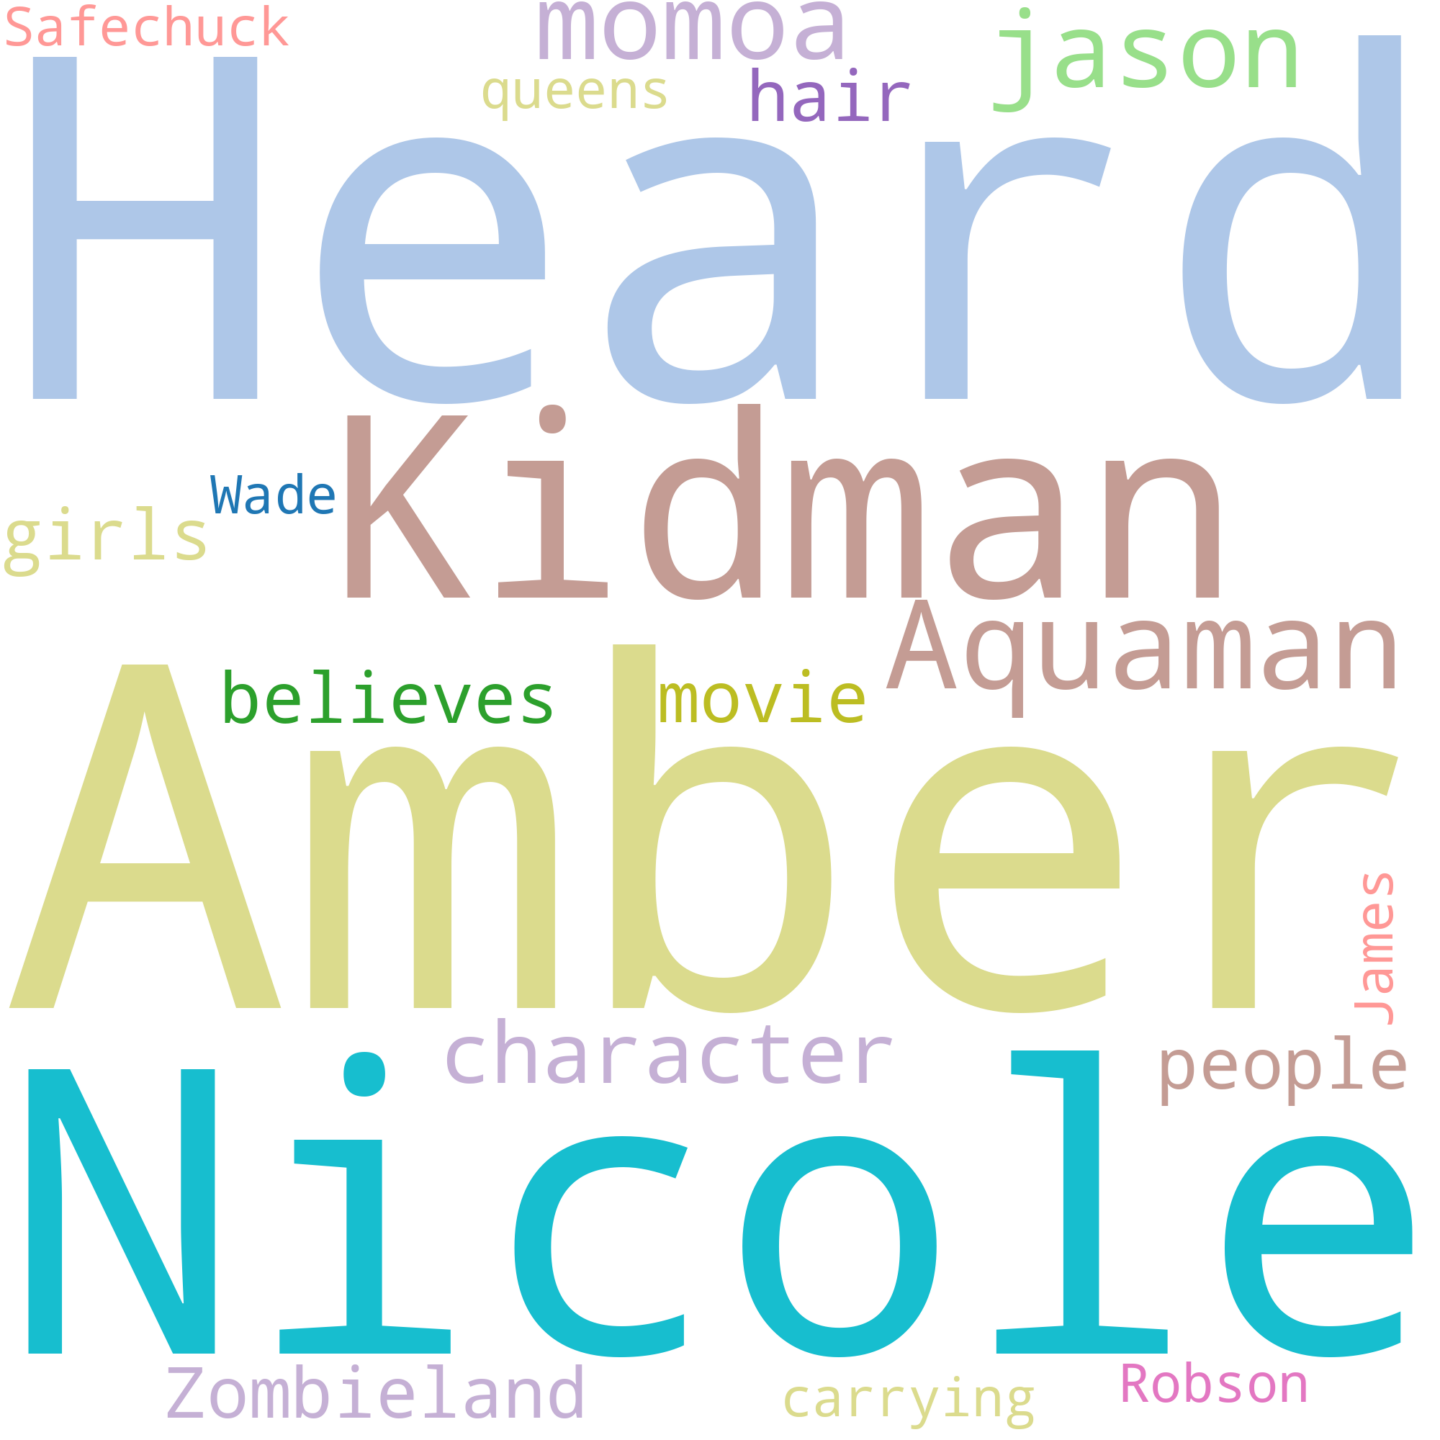 Safechuck
momoa
jason
queens
hair
Heard
Kidman
Wade
girls
Aquaman
believes
movie
Amber
James
character
people
Nicole
Zombieland
carrying
Robson